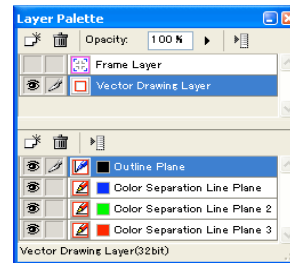 Layer Palette
Opacity: 100 %
Frame Layer
Vector Drawing Layer
Outline Plane
Color Separation Line Plane
Color Separation Line Plane 2
Color Separation Line Plane 3
Vector Drawing Layer(32bit)